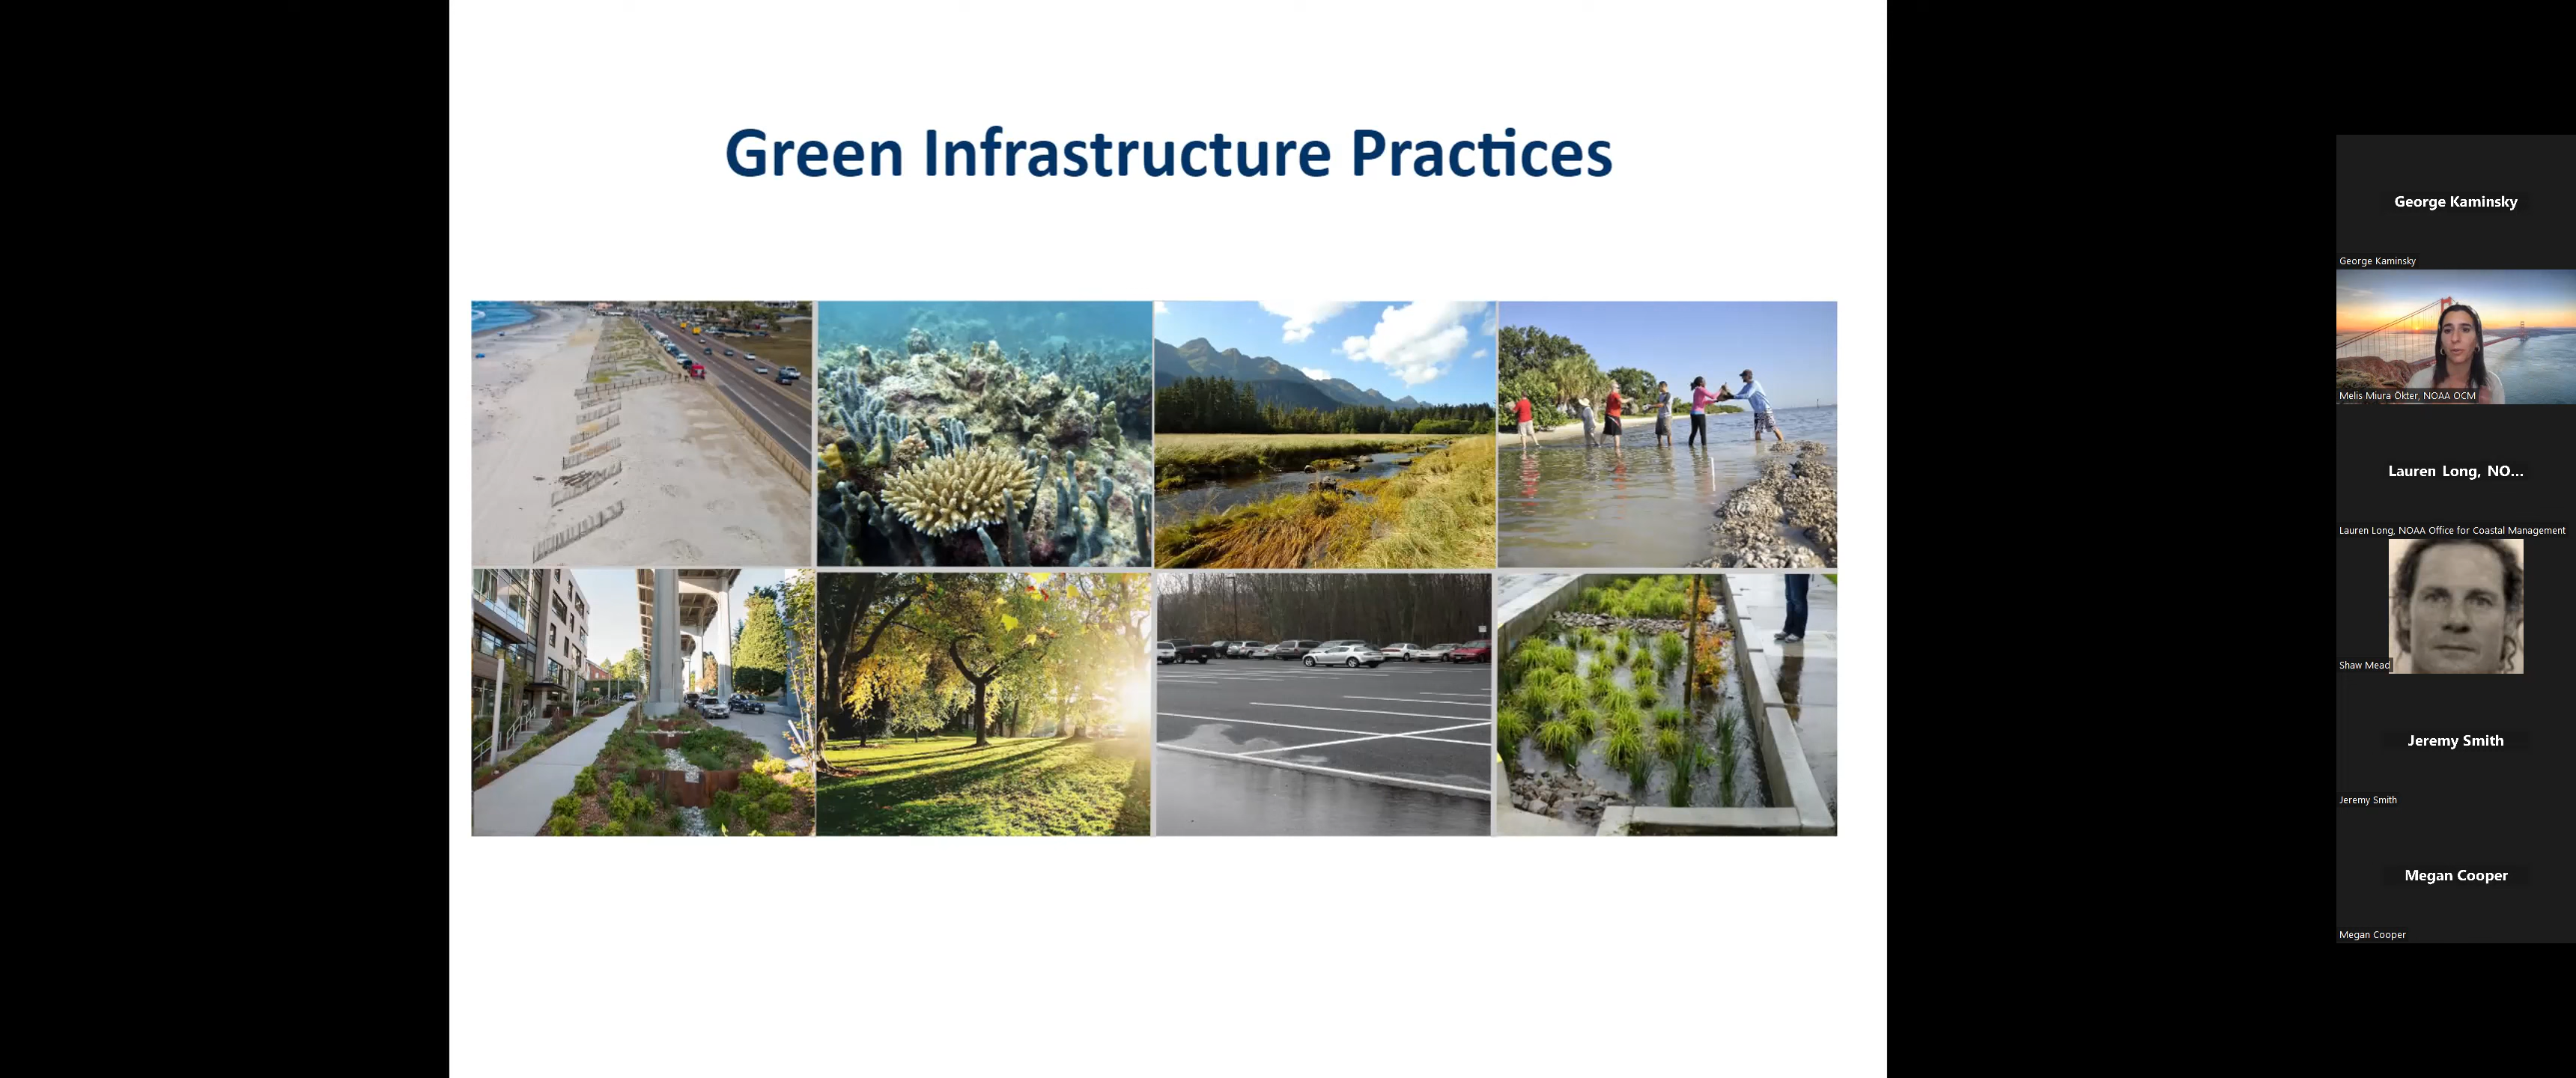 Green Infrastructure Practices
George Kaminsky
George Kaminsky
Melis Miura Ökter, NOAA OCM
Lauren Long, NO...
Lauren Long, NOAA Office for Coastal Management
Shaw Mead
Jeremy Smith
Jeremy Smith
Megan Cooper
Megan Cooper